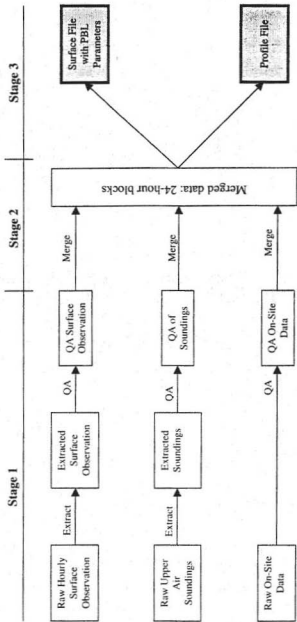 Stage 1
Stage 2
Stage 3
Raw Hourly
Surface
Observation
Extract
Extracted Surface
Observation
QA
QA Surface
Observation
Merge
Raw Upper
Air
Soundings
Extract
Extracted
Soundings
QA
QA of
Soundings
Merge
Raw On-Site
Data
QA
QA On-Site
Data
Merge
Merged data: 24-hour blocks
Surface File
with PBL
Parameters
Profile File